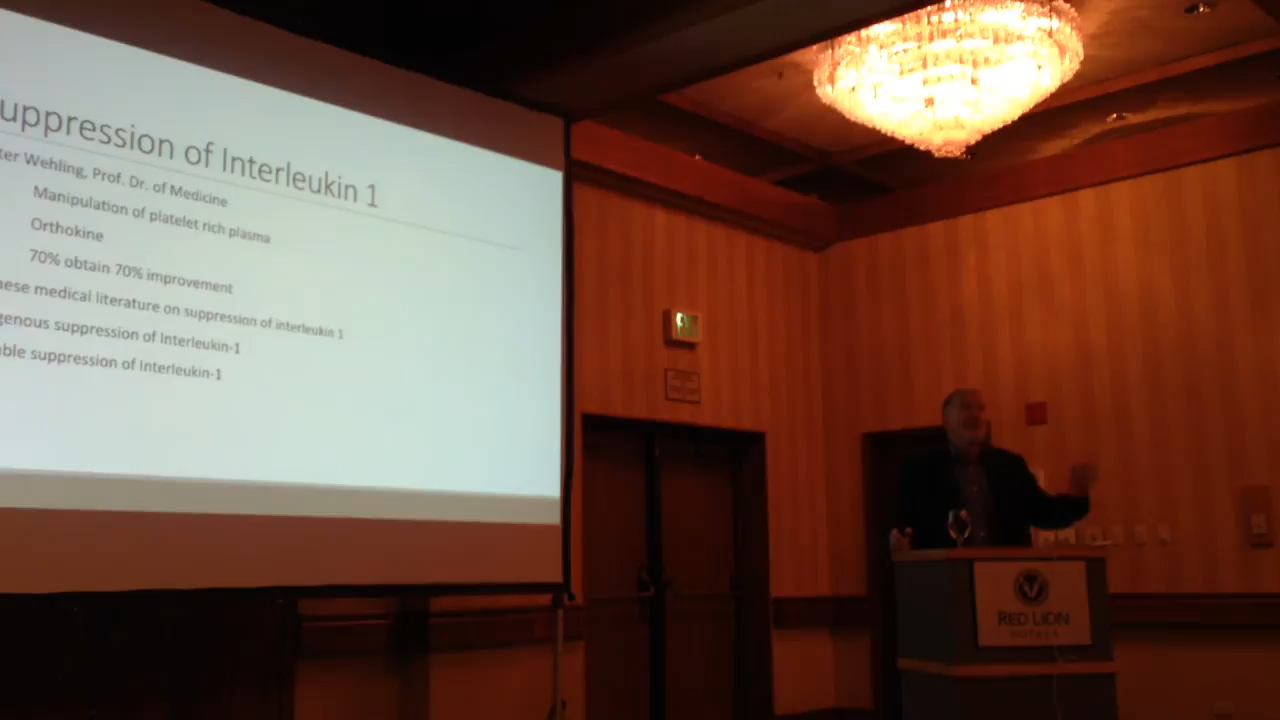 uppression of Interleukin 1
ter Wehling, Prof. Dr. of Medicine
Manipulation of platelet rich plasma
Orthokine
70% obtain 70% improvement
nese medical literature on suppression of interleukin 1
genous suppression of Interleukin-1
able suppression of Interleukin-1
RED LION
HOTELS